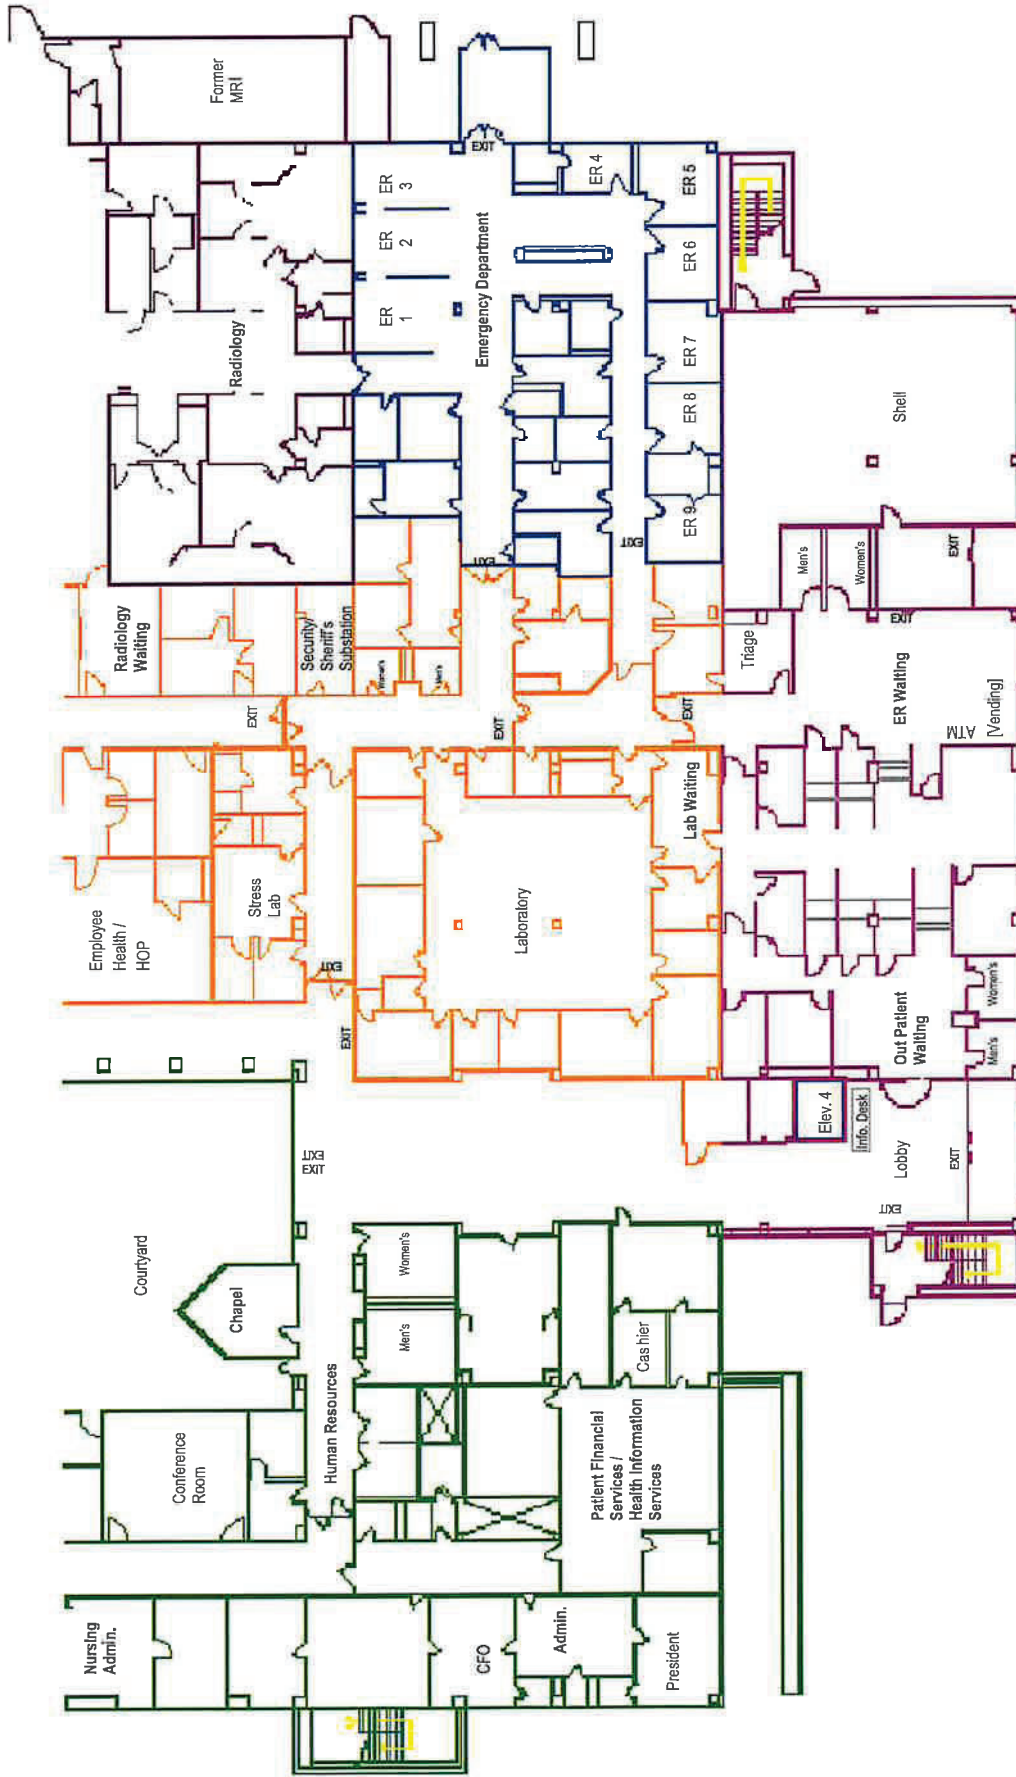 Nursing
Admin.
CFO
Admin.
President
Conference
Room
Human Resources
Patient Financial
Services /
Health Information
Services
Courtyard
Chapel
Men's
Women's
Cashier
EXIT
EXIT
Lobby
EXIT
EXIT
Info. Desk
Elev. 4
Employee
Health /
HOP
Stress
Lab
EXIT
EXIT
Laboratory
Lab Waiting
Out Patient
Waiting
Men's
Women's
EXIT
EXIT
EXIT
Radiology
Waiting
Security/
Sheriff's
Substation
Women's
Men's
Triage
ER Waiting
ATM
[Vending]
EXIT
EXIT
Men's
Women's
EXIT
EXIT
Shell
Radiology
Former
MRI
Emergency Department
EXIT
ER
1
ER
2
ER
3
ER 4
ER 5
ER 6
ER 7
ER 8
ER 9